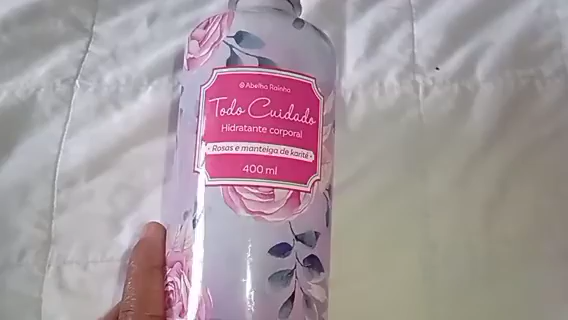 Abelha Rainha
Todo Cuidado
Hidratante corporal
• Rosas e manteiga de karité •
400 ml